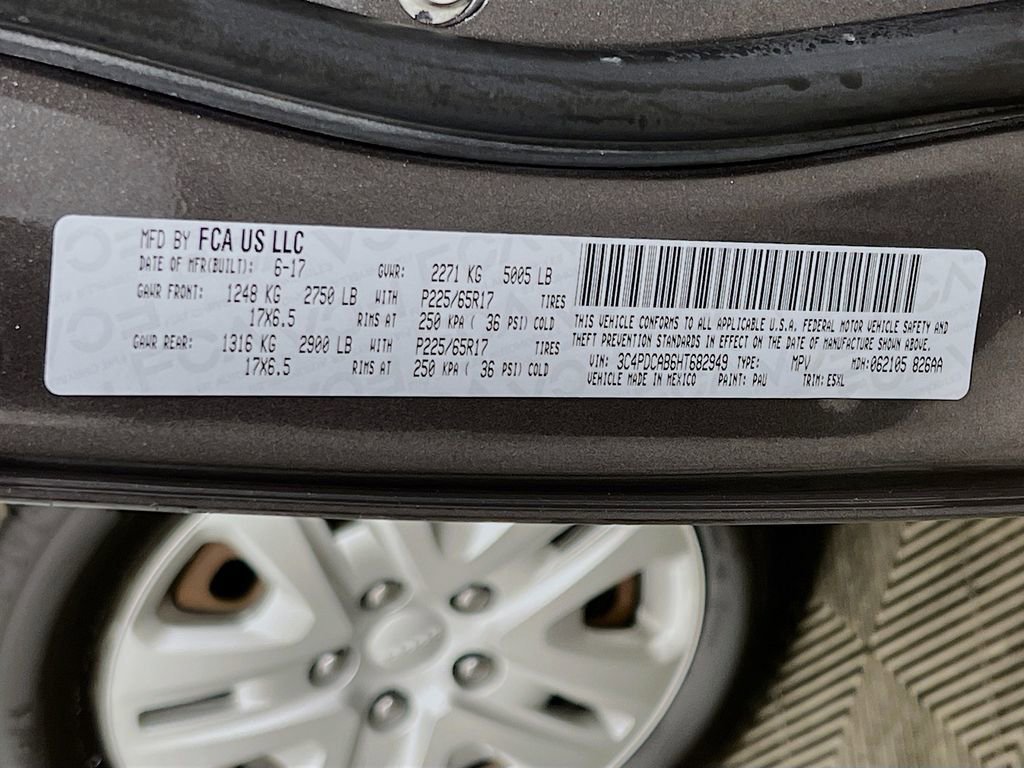 MFD BY FCA US LLC
DATE OF MFR(BUILT): 6-17 GVWR: 2271 KG 5005 LB
GAWR FRONT: 1248 KG 2750 LB WITH P225/65R17 TIRES
17X6.5 RIMS AT 250 KPA ( 36 PSI) COLD
GAWR REAR: 1316 KG 2900 LB WITH P225/65R17 TIRES
17X6.5 RIMS AT 250 KPA ( 36 PSI) COLD
THIS VEHICLE CONFORMS TO ALL APPLICABLE U.S.A. FEDERAL MOTOR VEHICLE SAFETY AND
THEFT PREVENTION STANDARDS IN EFFECT ON THE DATE OF MANUFACTURE SHOWN ABOVE.
VIN: 3C4PDCAB6HT682949 TYPE: MPV MDH:062105 826AA
VEHICLE MADE IN MEXICO PAINT: PAU TRIM: E5XL